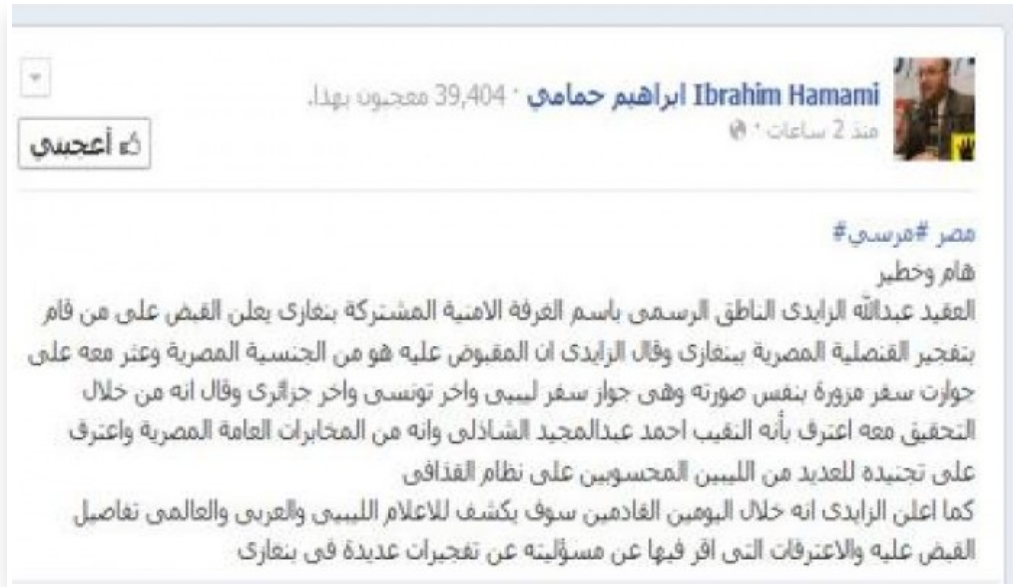 Ibrahim Hamami ابراهيم حمامي · 39,404 معجبون بهذا.
منذ 2 ساعات ·
أعجبني
مصر #مرسي#
هام وخطير
العقيد عبدالله الزايدى الناطق الرسمى باسم الغرفة الامنية المشتركة بنغازى يعلن القبض على من قام
بتفجير القنصلية المصرية ببنغازى وقال الزايدى ان المقبوض عليه هو من الجنسية المصرية وعثر معه على
جوازت سفر مزورة بنفس صورته وهى جواز سفر ليبيى واخر تونسى واخر جزائرى وقال انه من خلال
التحقيق معه اعترف بأنه النقيب احمد عبدالمجيد الشاذلى وانه من المخابرات العامة المصرية واعترف
على تجنيده للعديد من الليبين المحسوبين على نظام القذافى
كما اعلن الزايدى انه خلال اليومين القادمين سوف يكشف للاعلام الليبيى والعربى والعالمى تفاصيل
القبض عليه والاعترفات التى اقر فيها عن مسؤليته عن تفجيرات عديدة فى بنغازى